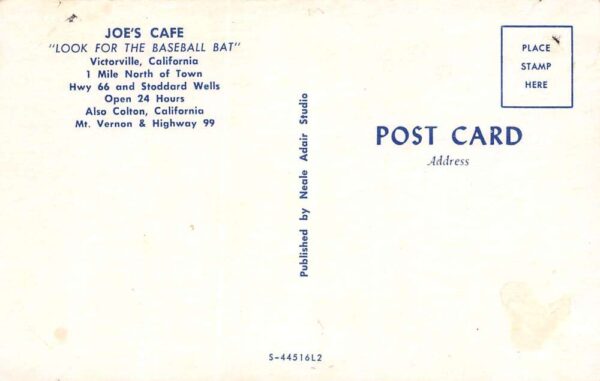 JOE'S CAFE
"LOOK FOR THE BASEBALL BAT"
Victorville, California
1 Mile North of Town
Hwy 66 and Stoddard Wells
Open 24 Hours
Also Colton, California
Mt. Vernon & Highway 99
Published by Neale Adair Studio
PLACE
STAMP
HERE
POST CARD
Address
S-44516L2